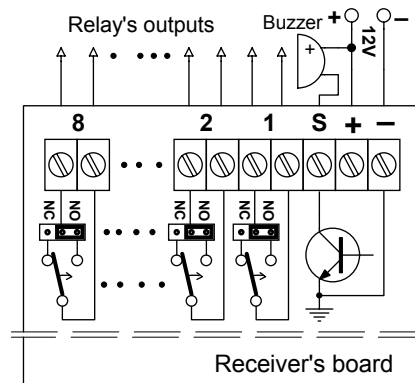 Relay's outputs
Buzzer
+
+
−
12V
8
2
1
S
+
−
NC
NO
NC
NO
NC
NO
Receiver's board